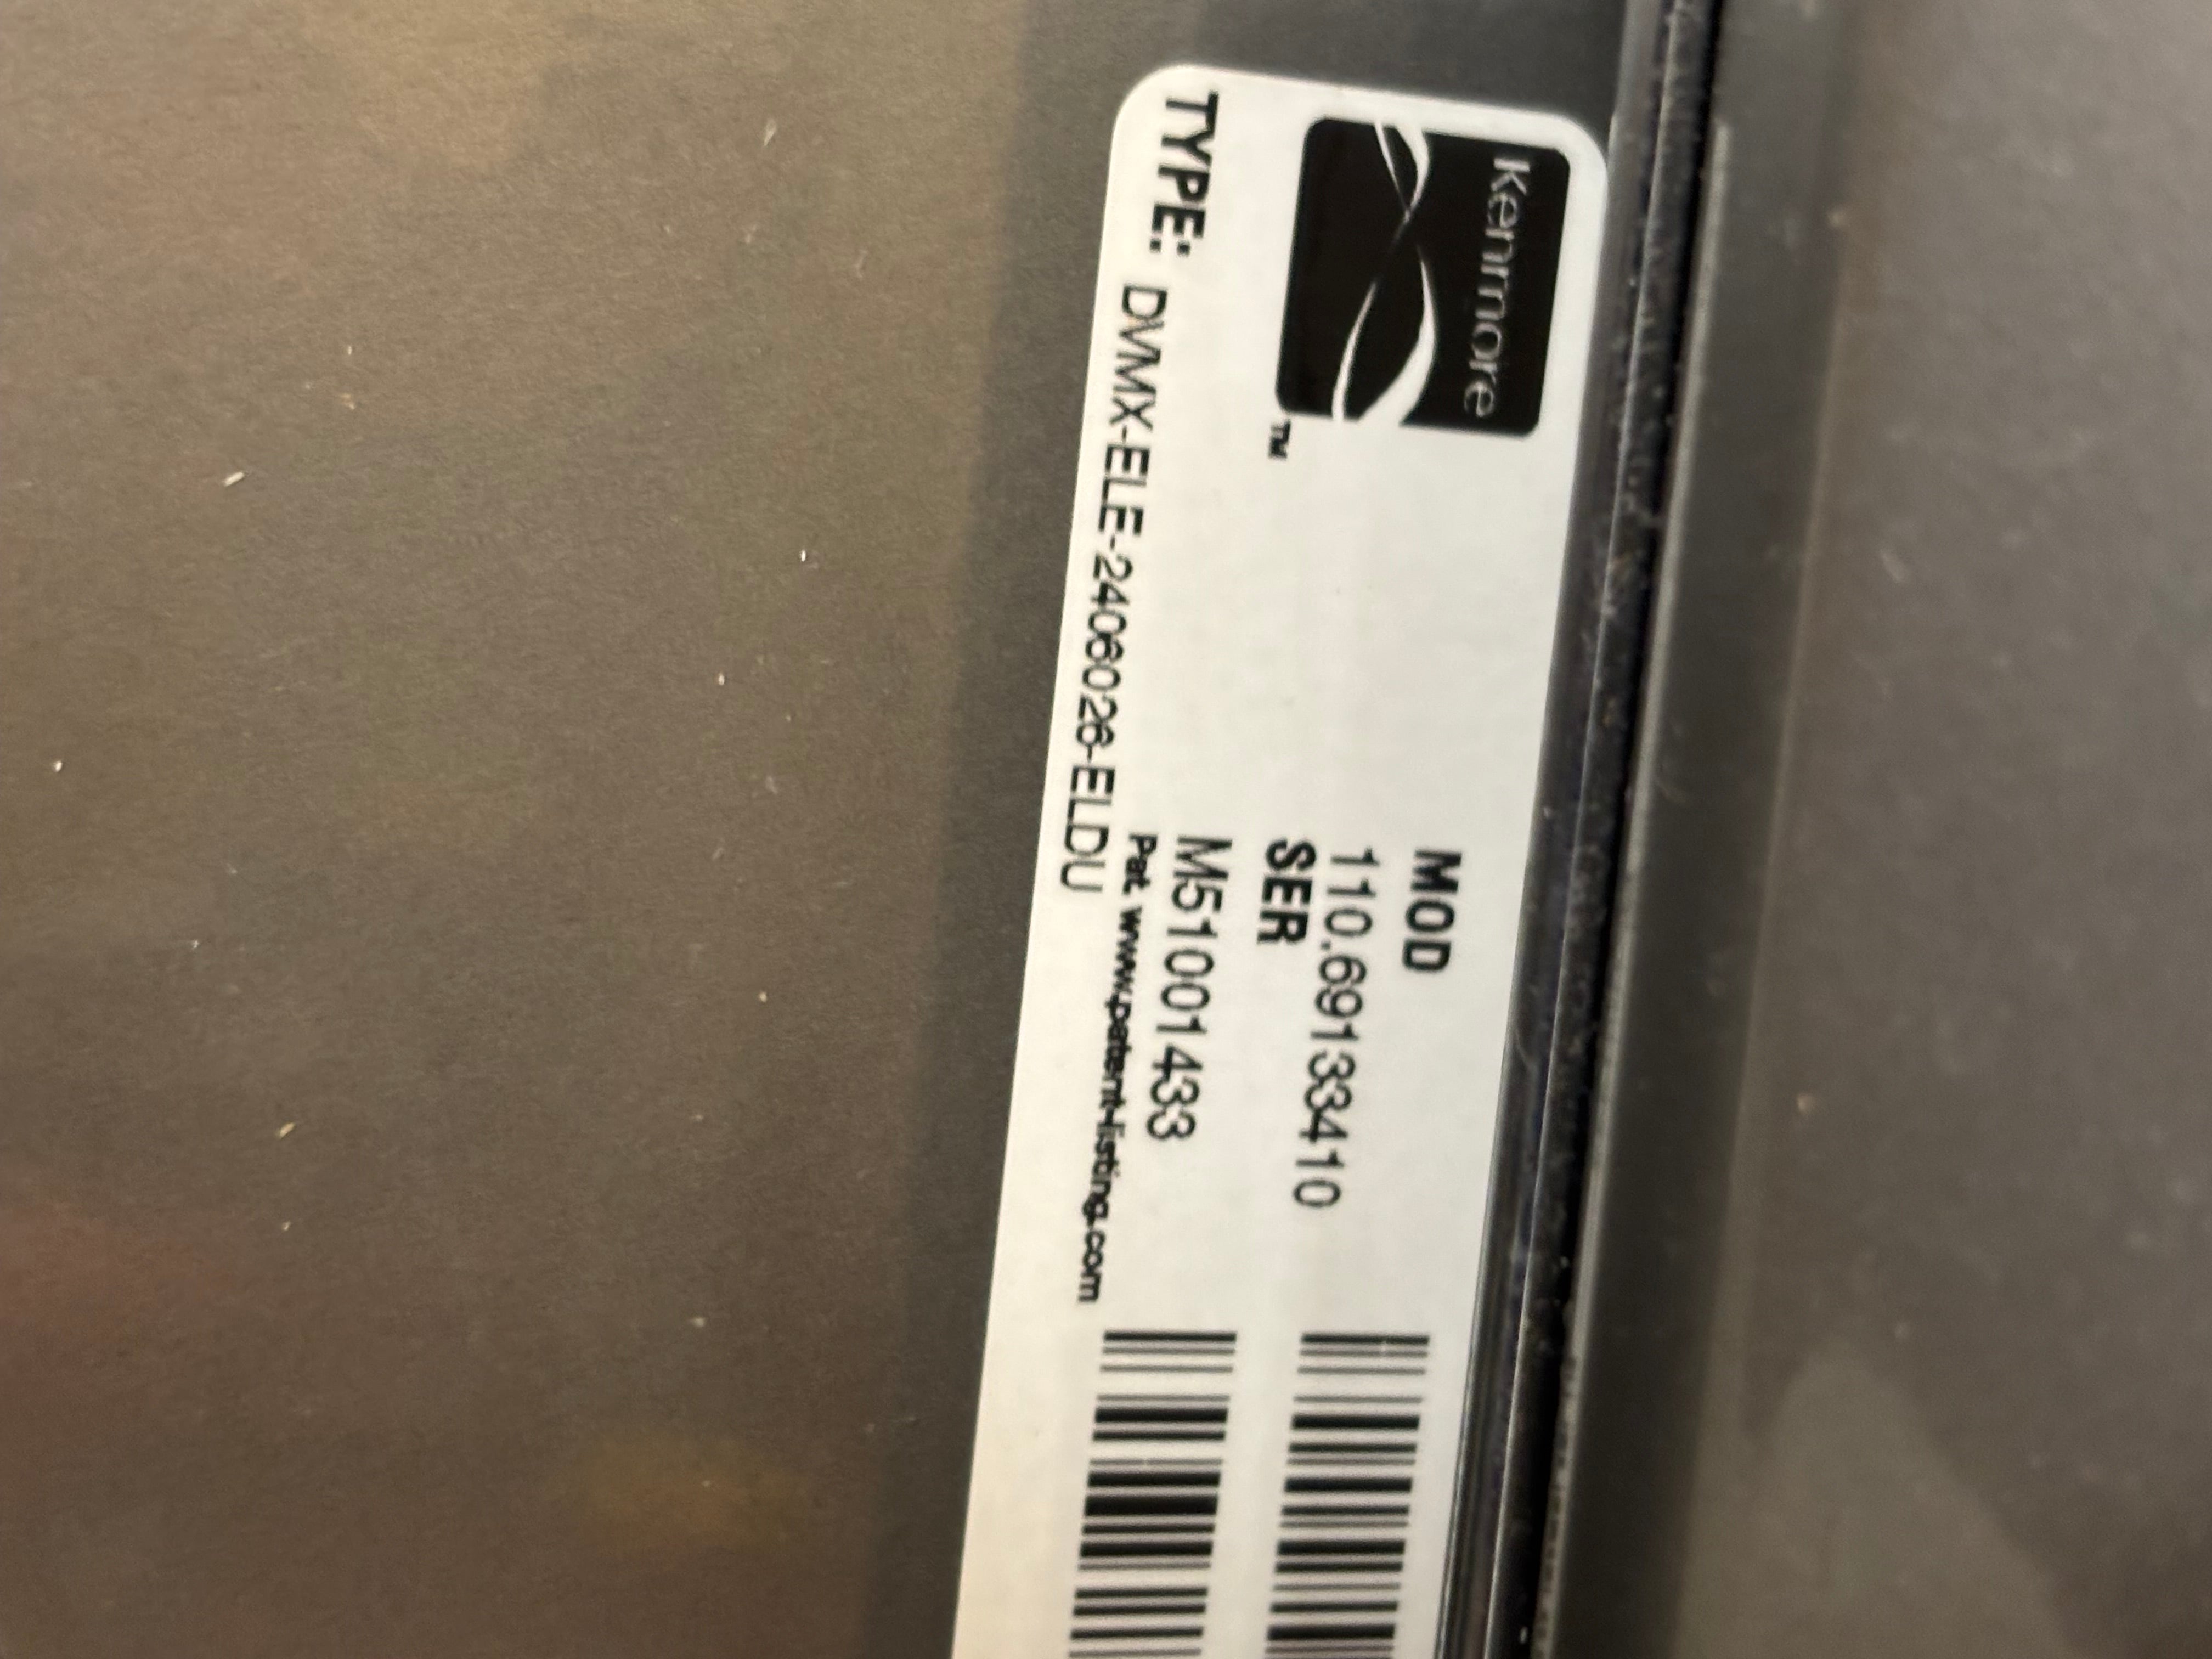 Kenmore
TM
MOD
110.69133410
SER
M51001433
Pat. www.patent-listing.com
TYPE: DVMX-ELE-2406026-ELDU